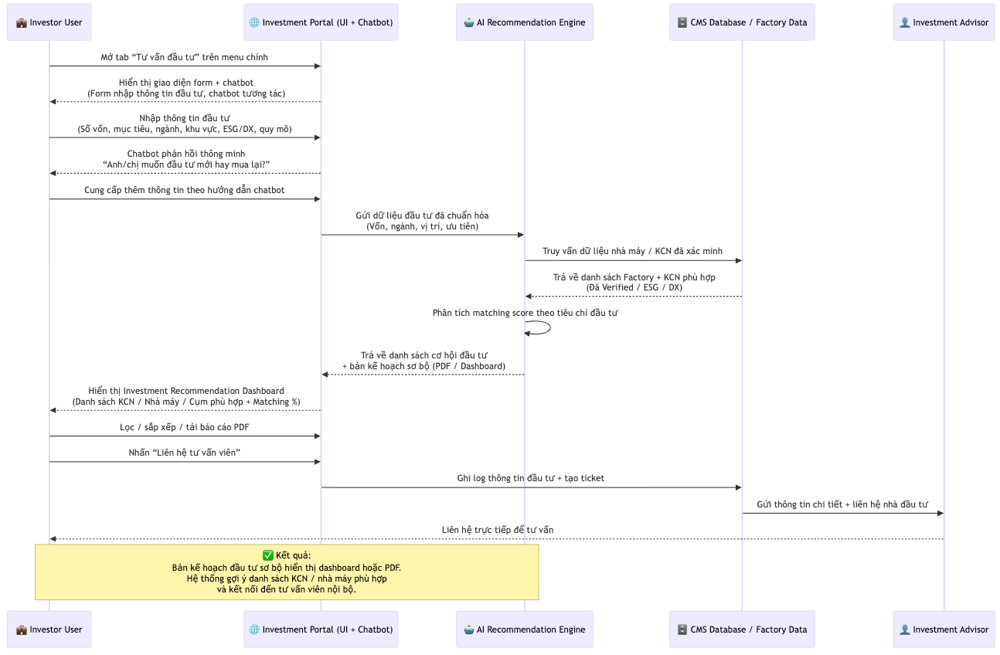 💼 Investor User
🌐 Investment Portal (UI + Chatbot)
🤖 AI Recommendation Engine
🗄️ CMS Database / Factory Data
👤 Investment Advisor
Mở tab “Tư vấn đầu tư” trên menu chính
Hiển thị giao diện form + chatbot
(Form nhập thông tin đầu tư, chatbot tương tác)
Nhập thông tin đầu tư
(Số vốn, mục tiêu, ngành, khu vực, ESG/DX, quy mô)
Chatbot phản hồi thông minh
“Anh/chị muốn đầu tư mới hay mua lại?”
Cung cấp thêm thông tin theo hướng dẫn chatbot
Gửi dữ liệu đầu tư đã chuẩn hóa
(Vốn, ngành, vị trí, ưu tiên)
Truy vấn dữ liệu nhà máy / KCN đã xác minh
Trả về danh sách Factory + KCN phù hợp
(Đã Verified / ESG / DX)
Phân tích matching score theo tiêu chí đầu tư
Trả về danh sách cơ hội đầu tư
+ bản kế hoạch sơ bộ (PDF / Dashboard)
Hiển thị Investment Recommendation Dashboard
(Danh sách KCN / Nhà máy / Cụm phù hợp + Matching %)
Lọc / sắp xếp / tải báo cáo PDF
Nhấn “Liên hệ tư vấn viên”
Ghi log thông tin đầu tư + tạo ticket
Gửi thông tin chi tiết + liên hệ nhà đầu tư
Liên hệ trực tiếp để tư vấn
✅ Kết quả:
Bản kế hoạch đầu tư sơ bộ hiển thị dashboard hoặc PDF.
Hệ thống gợi ý danh sách KCN / nhà máy phù hợp
và kết nối đến tư vấn viên nội bộ.
💼 Investor User
🌐 Investment Portal (UI + Chatbot)
🤖 AI Recommendation Engine
🗄️ CMS Database / Factory Data
👤 Investment Advisor